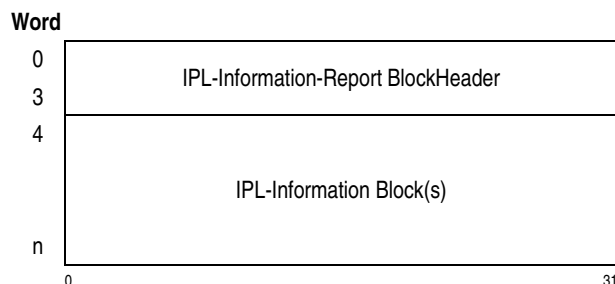 Word
0
IPL-Information-Report BlockHeader
3
4
IPL-Information Block(s)
n
0 31